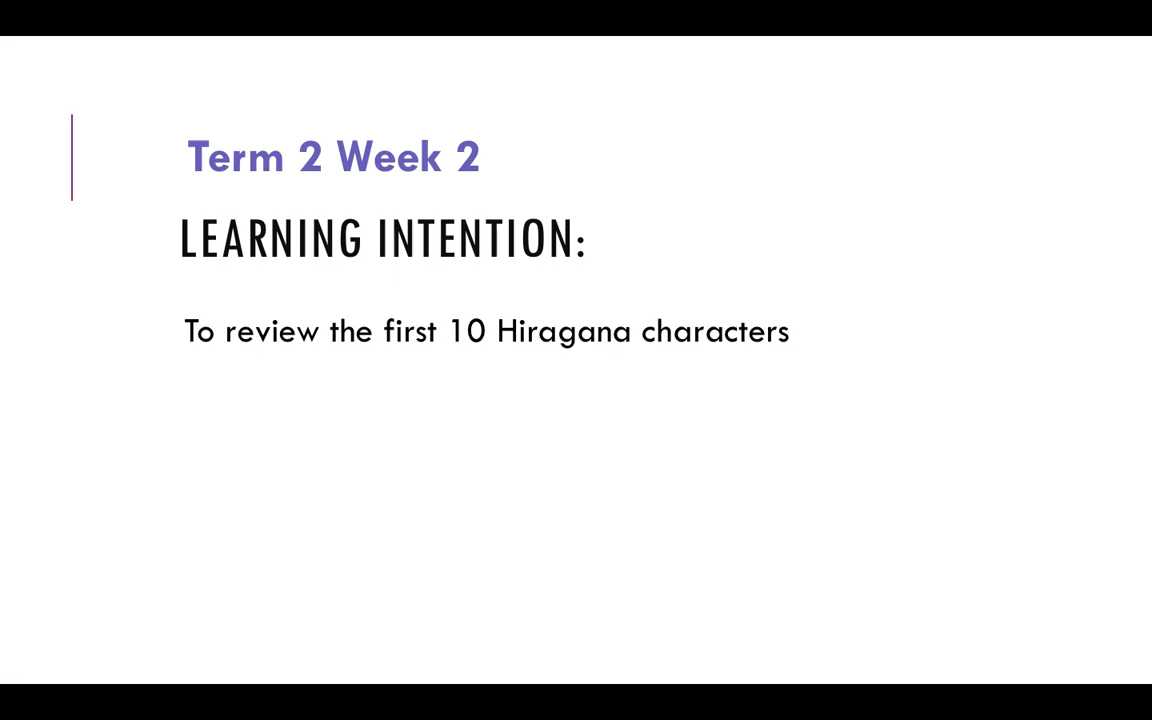 Term 2 Week 2
LEARNING INTENTION:
To review the first 10 Hiragana characters